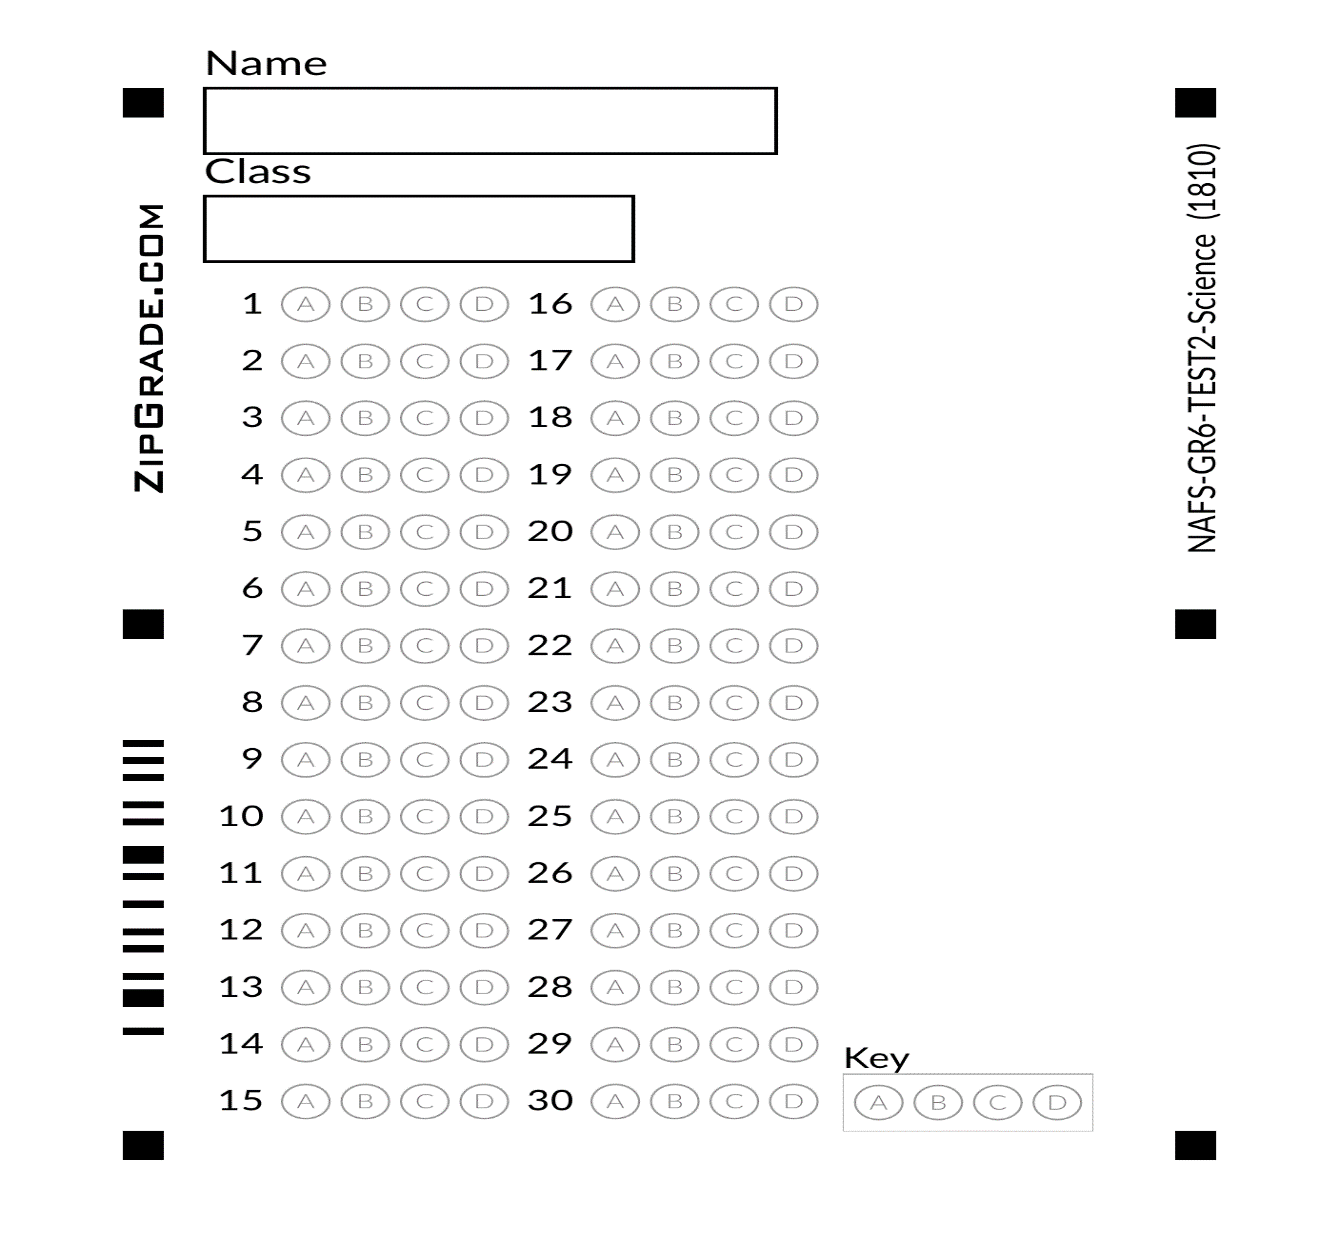 Name
Class
ZIPGRADE.COM
NAFS-GR6-TEST2-Science (1810)
1 A B C D 16 A B C D
2 A B C D 17 A B C D
3 A B C D 18 A B C D
4 A B C D 19 A B C D
5 A B C D 20 A B C D
6 A B C D 21 A B C D
7 A B C D 22 A B C D
8 A B C D 23 A B C D
9 A B C D 24 A B C D
10 A B C D 25 A B C D
11 A B C D 26 A B C D
12 A B C D 27 A B C D
13 A B C D 28 A B C D
14 A B C D 29 A B C D
15 A B C D 30 A B C D
Key
A B C D